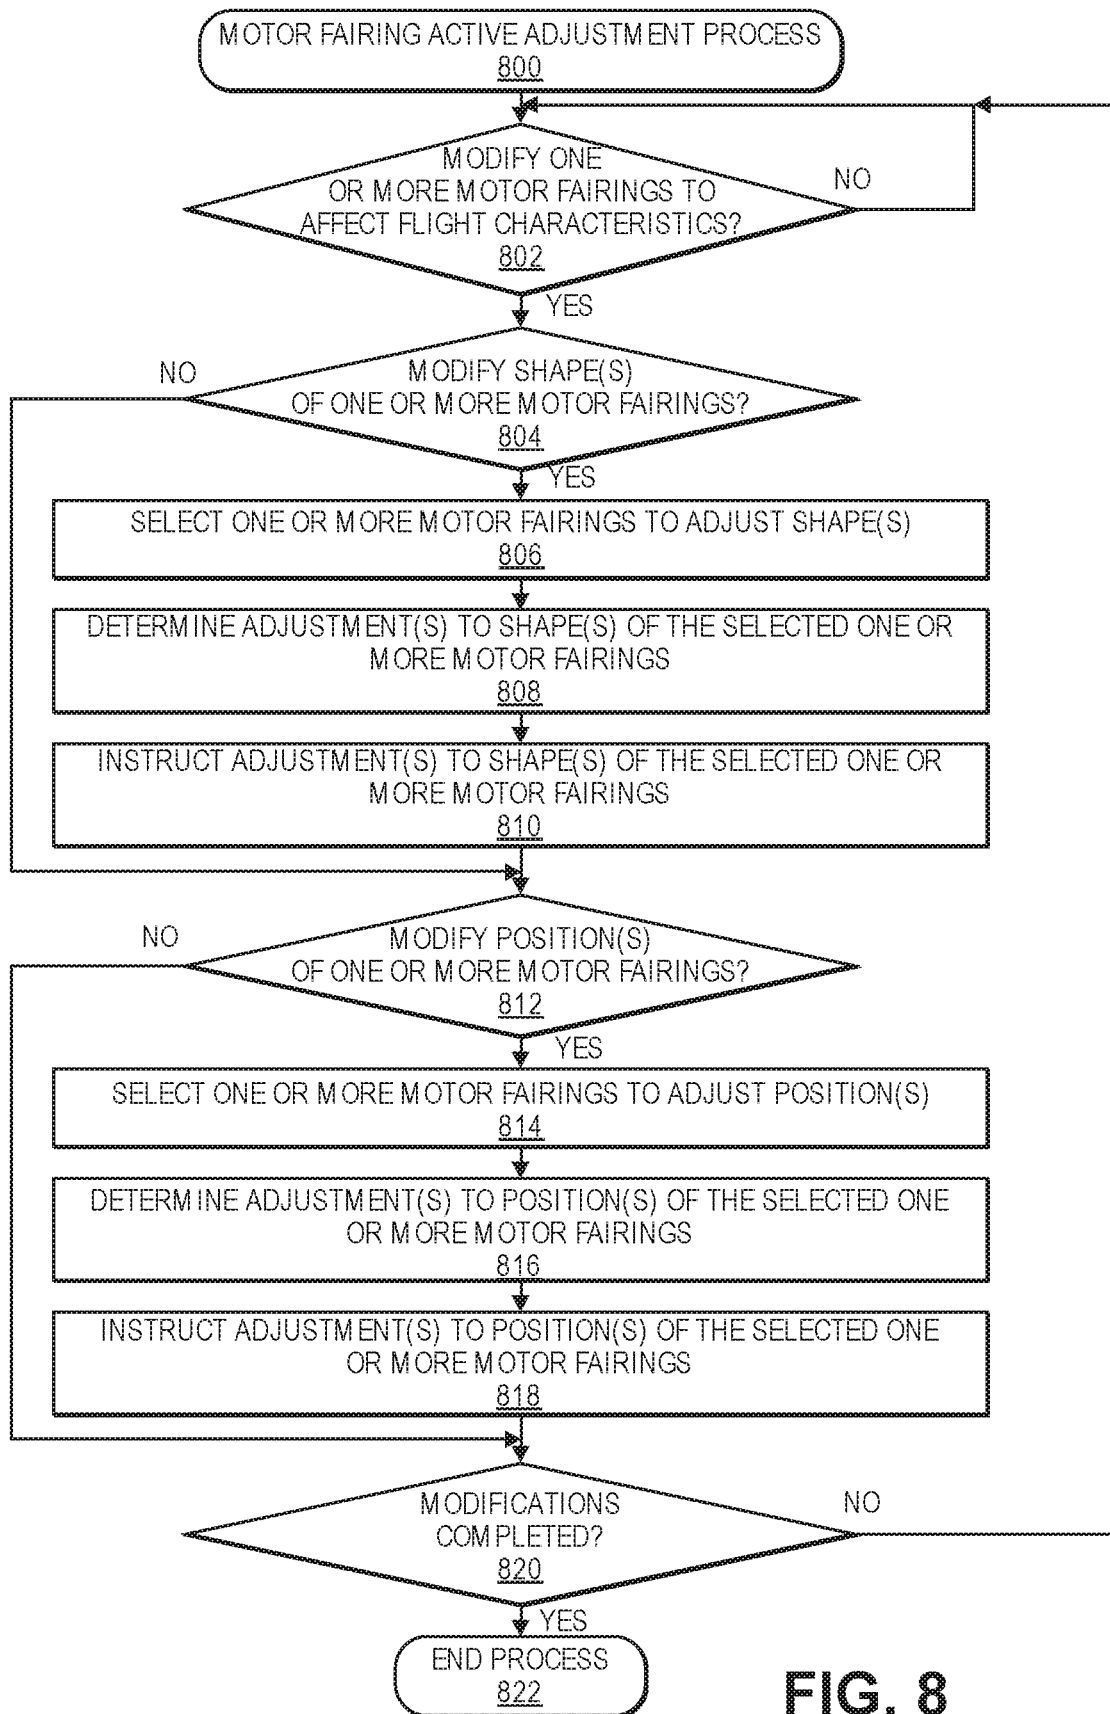 MOTOR FAIRING ACTIVE ADJUSTMENT PROCESS
800
MODIFY ONE
OR MORE MOTOR FAIRINGS TO
AFFECT FLIGHT CHARACTERISTICS?
802
NO
YES
NO
MODIFY SHAPE(S)
OF ONE OR MORE MOTOR FAIRINGS?
804
YES
SELECT ONE OR MORE MOTOR FAIRINGS TO ADJUST SHAPE(S)
806
DETERMINE ADJUSTMENT(S) TO SHAPE(S) OF THE SELECTED ONE OR
MORE MOTOR FAIRINGS
808
INSTRUCT ADJUSTMENT(S) TO SHAPE(S) OF THE SELECTED ONE OR
MORE MOTOR FAIRINGS
810
NO
MODIFY POSITION(S)
OF ONE OR MORE MOTOR FAIRINGS?
812
YES
SELECT ONE OR MORE MOTOR FAIRINGS TO ADJUST POSITION(S)
814
DETERMINE ADJUSTMENT(S) TO POSITION(S) OF THE SELECTED ONE
OR MORE MOTOR FAIRINGS
816
INSTRUCT ADJUSTMENT(S) TO POSITION(S) OF THE SELECTED ONE
OR MORE MOTOR FAIRINGS
818
MODIFICATIONS
COMPLETED?
820
NO
YES
END PROCESS
822
FIG. 8